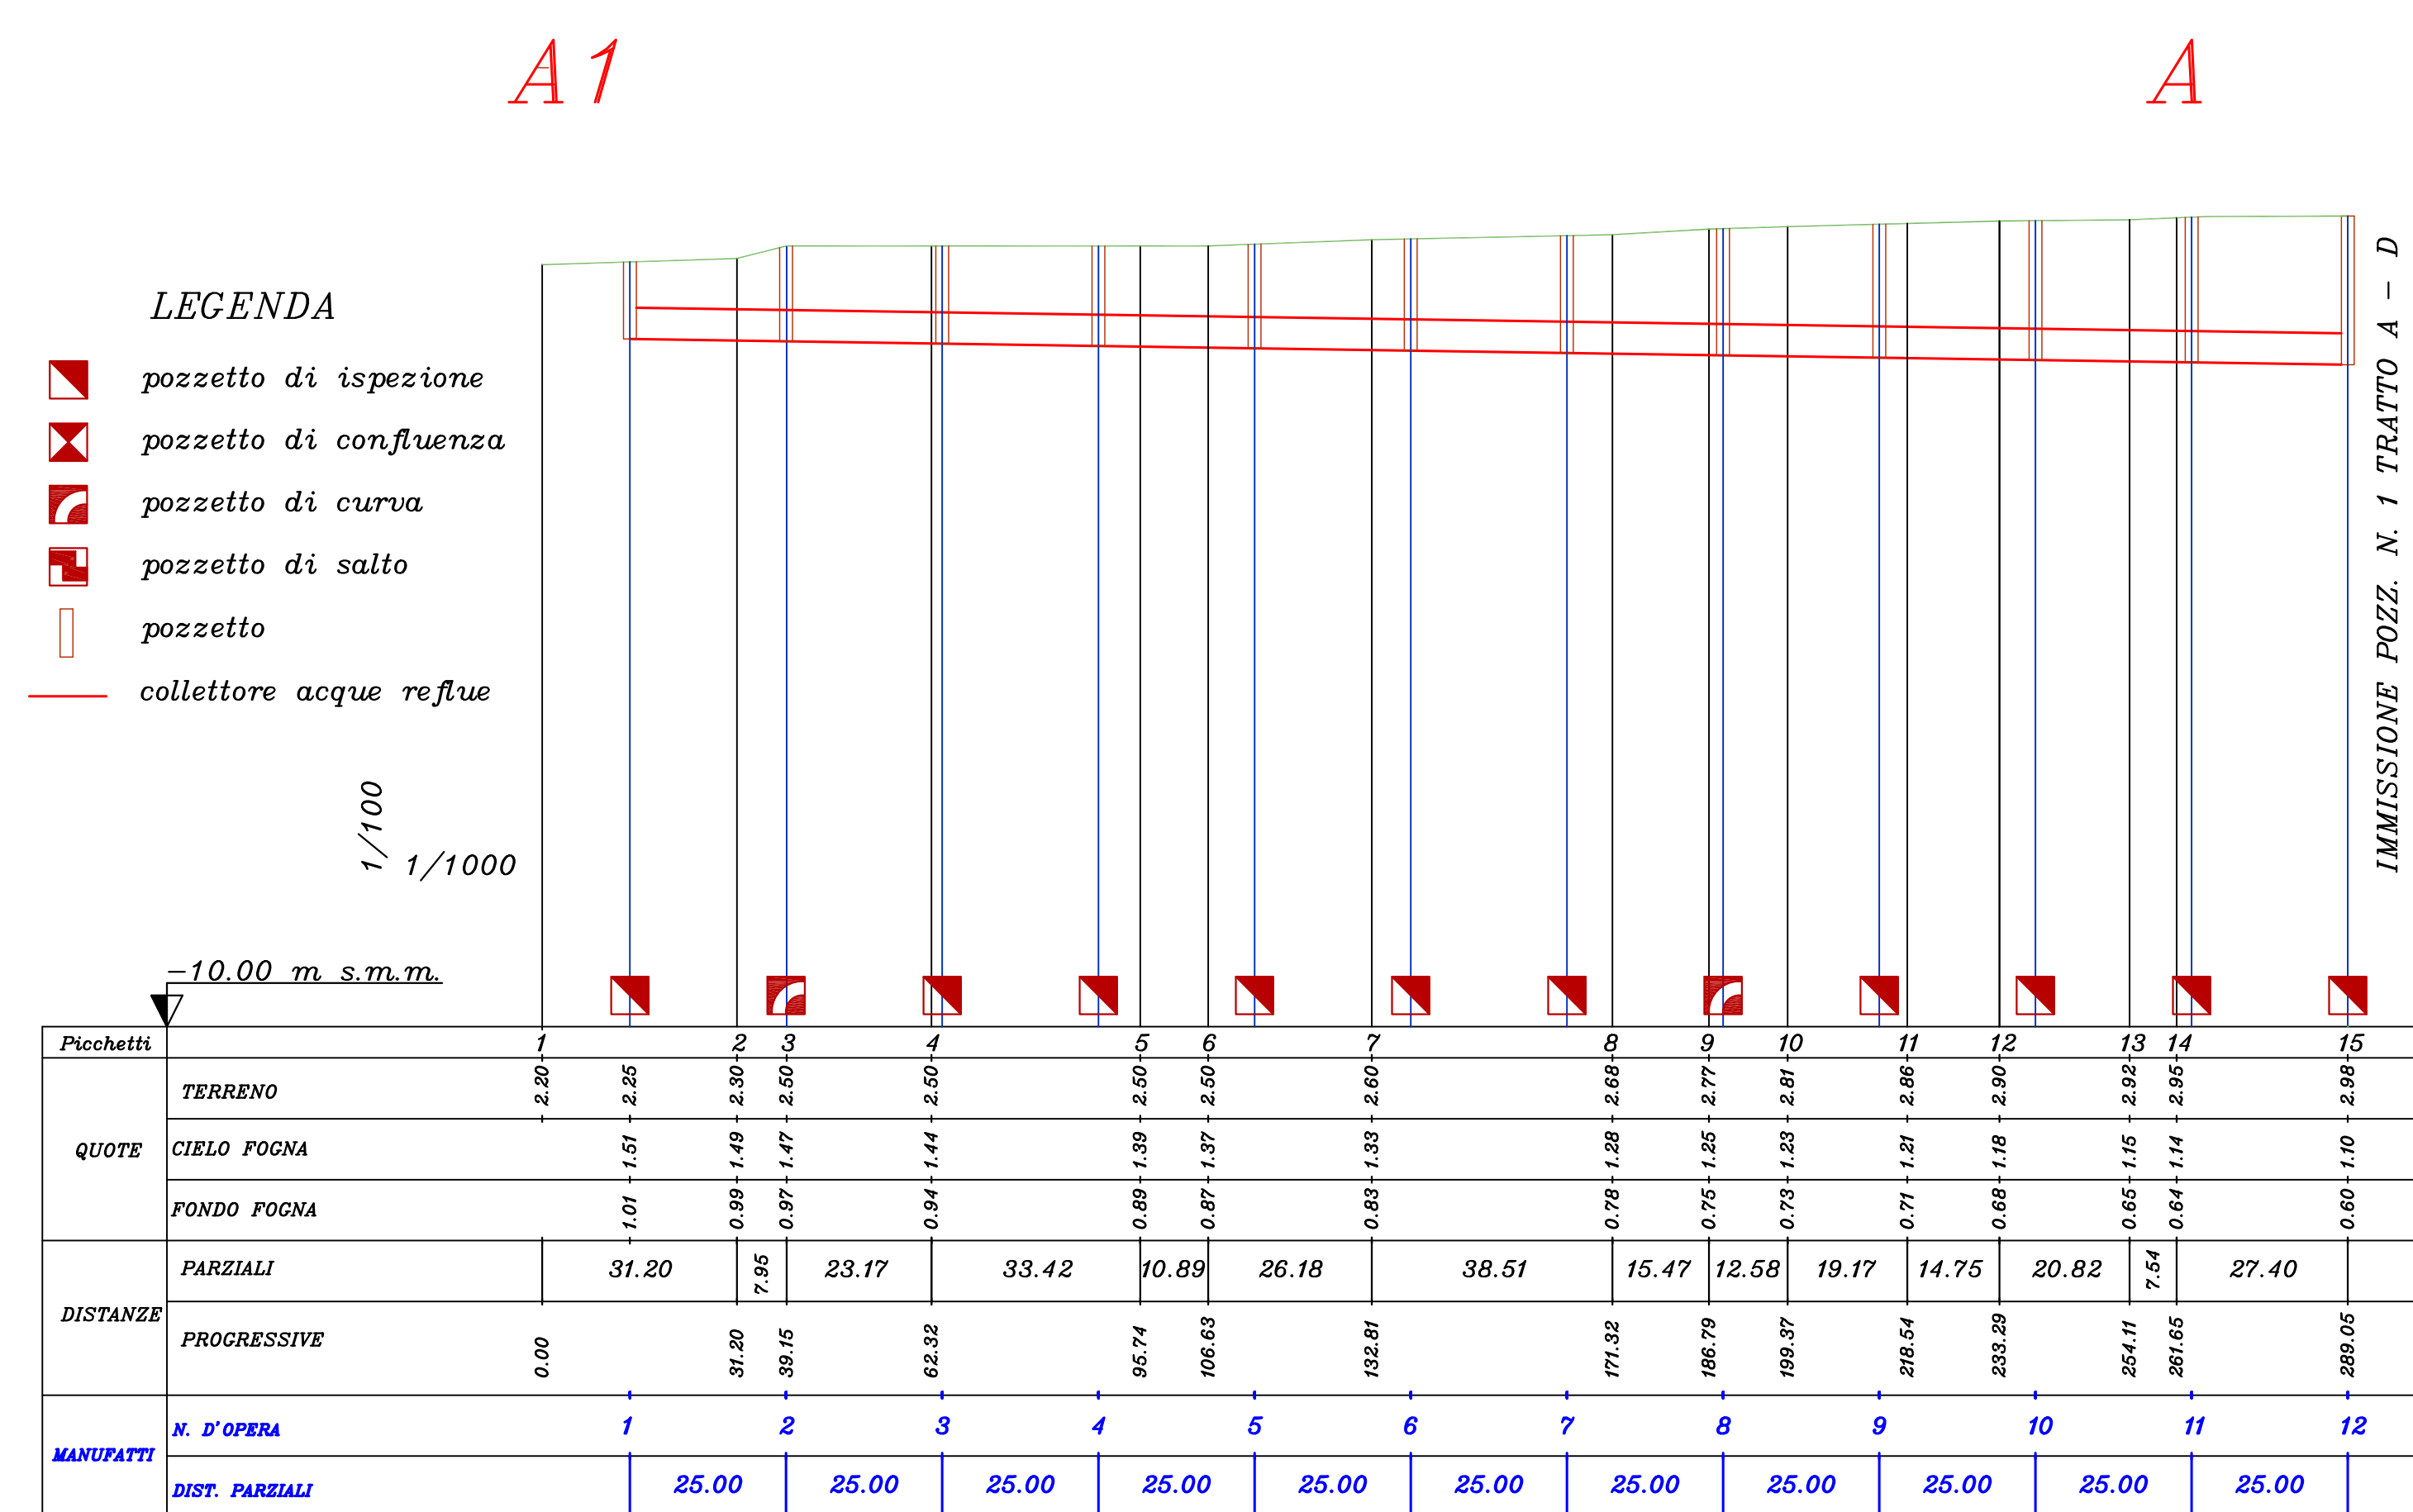 A1 A
LEGENDA
pozzetto di ispezione
pozzetto di confluenza
pozzetto di curva
pozzetto di salto
pozzetto
collettore acque reflue
1/100
1/1000
IMMISSIONE POZZ. N. 1 TRATTO A - D
-10.00 m s.m.m.
Picchetti 1 2 3 4 5 6 7 8 9 10 11 12 13 14 15
QUOTE
TERRENO 2.20 2.25 2.30 2.50 2.50 2.50 2.50 2.60 2.68 2.77 2.81 2.86 2.90 2.92 2.95 2.98
CIELO FOGNA 1.51 1.49 1.47 1.44 1.39 1.37 1.33 1.28 1.25 1.23 1.21 1.18 1.15 1.14 1.10
FONDO FOGNA 1.01 0.99 0.97 0.94 0.89 0.87 0.83 0.78 0.75 0.73 0.71 0.68 0.65 0.64 0.60
DISTANZE
PARZIALI 31.20 7.95 23.17 33.42 10.89 26.18 38.51 15.47 12.58 19.17 14.75 20.82 7.54 27.40
PROGRESSIVE 0.00 31.20 39.15 62.32 95.74 106.63 132.81 171.32 186.79 199.37 218.54 233.29 254.11 261.65 289.05
MANUFATTI
N. D'OPERA 1 2 3 4 5 6 7 8 9 10 11 12
DIST. PARZIALI 25.00 25.00 25.00 25.00 25.00 25.00 25.00 25.00 25.00 25.00 25.00